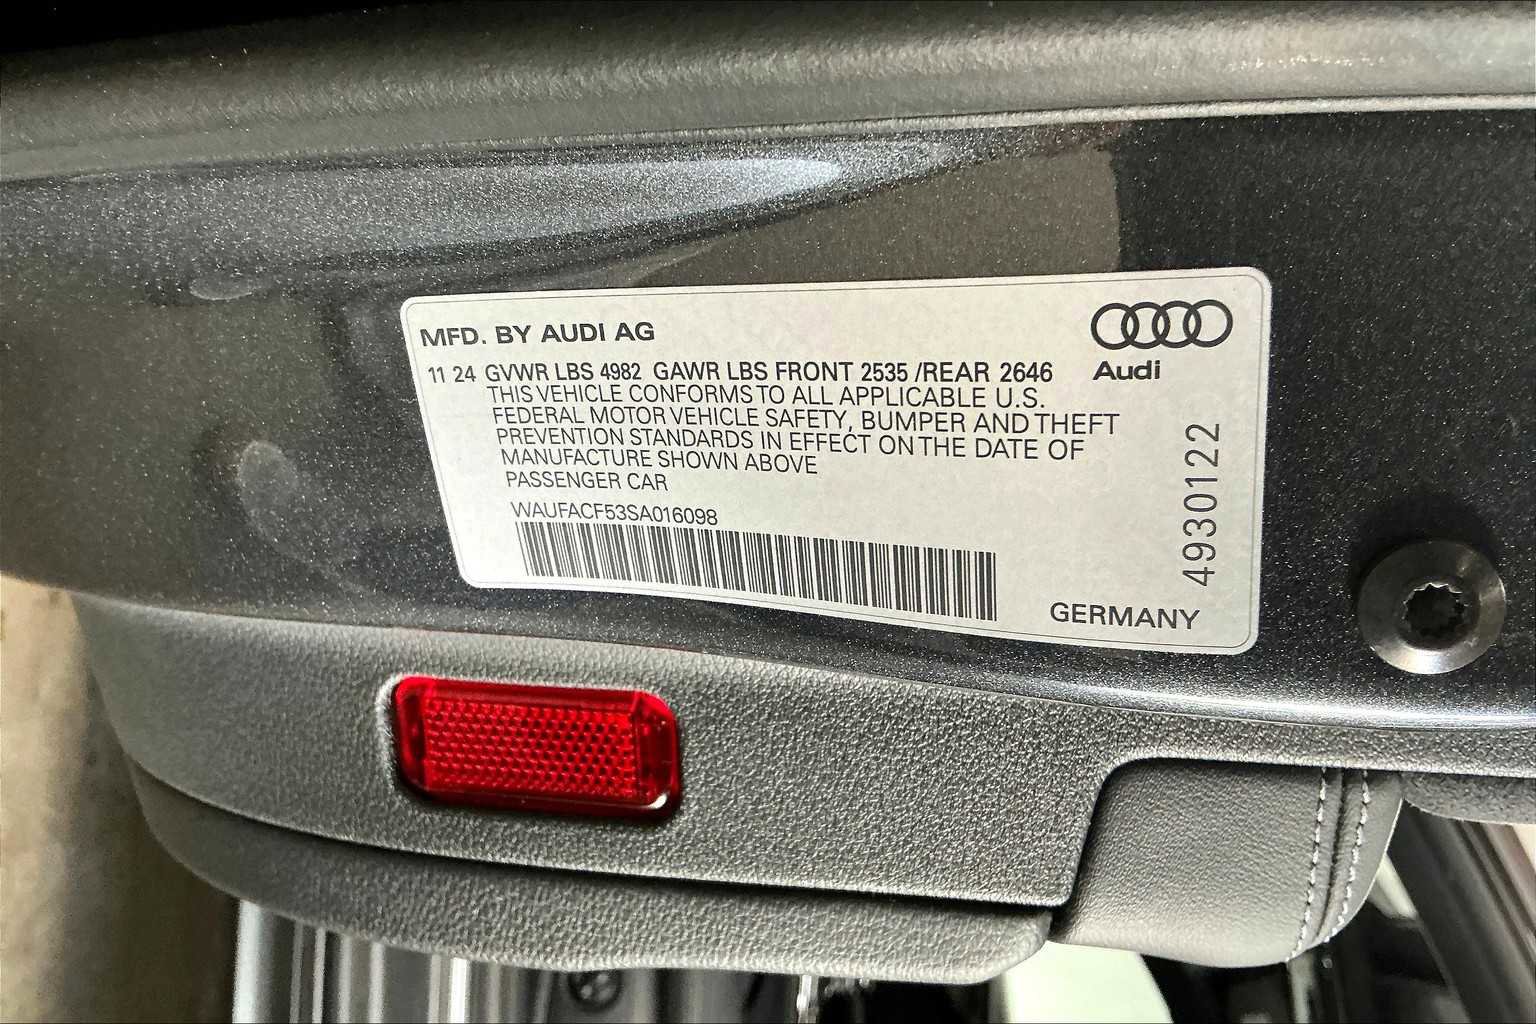 MFD. BY AUDI AG
Audi
11 24 GVWR LBS 4982 GAWR LBS FRONT 2535 /REAR 2646
THIS VEHICLE CONFORMS TO ALL APPLICABLE U.S.
FEDERAL MOTOR VEHICLE SAFETY, BUMPER AND THEFT
PREVENTION STANDARDS IN EFFECT ON THE DATE OF
MANUFACTURE SHOWN ABOVE
PASSENGER CAR
WAUFACF53SA016098
4930122
GERMANY